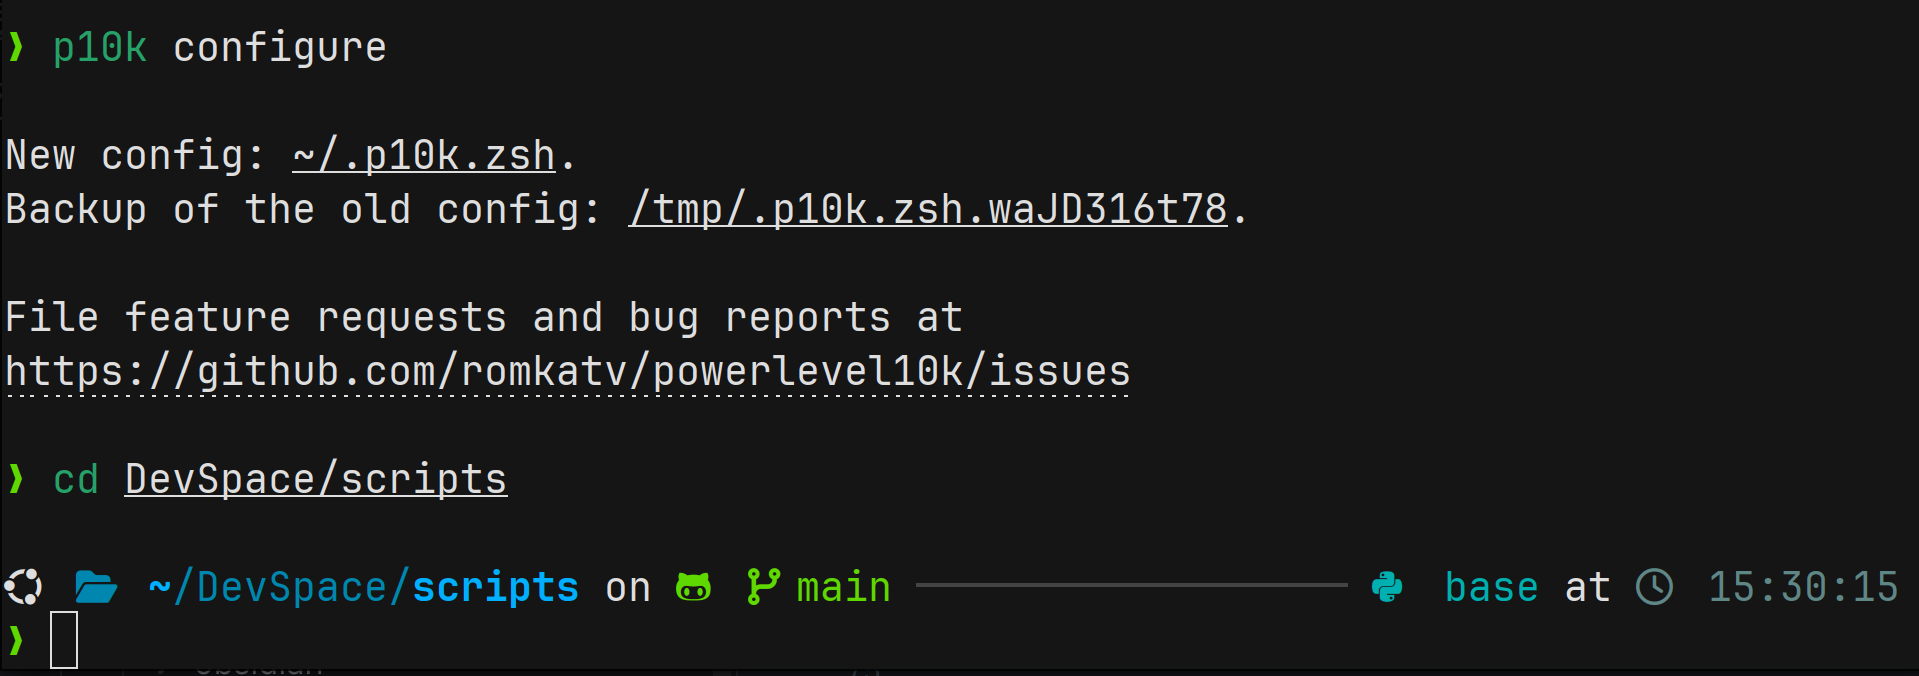 ❯ p10k configure
New config: ~/.p10k.zsh.
Backup of the old config: /tmp/.p10k.zsh.waJD316t78.
File feature requests and bug reports at
https://github.com/romkatv/powerlevel10k/issues
❯ cd DevSpace/scripts
~/DevSpace/scripts on main base at 15:30:15
❯